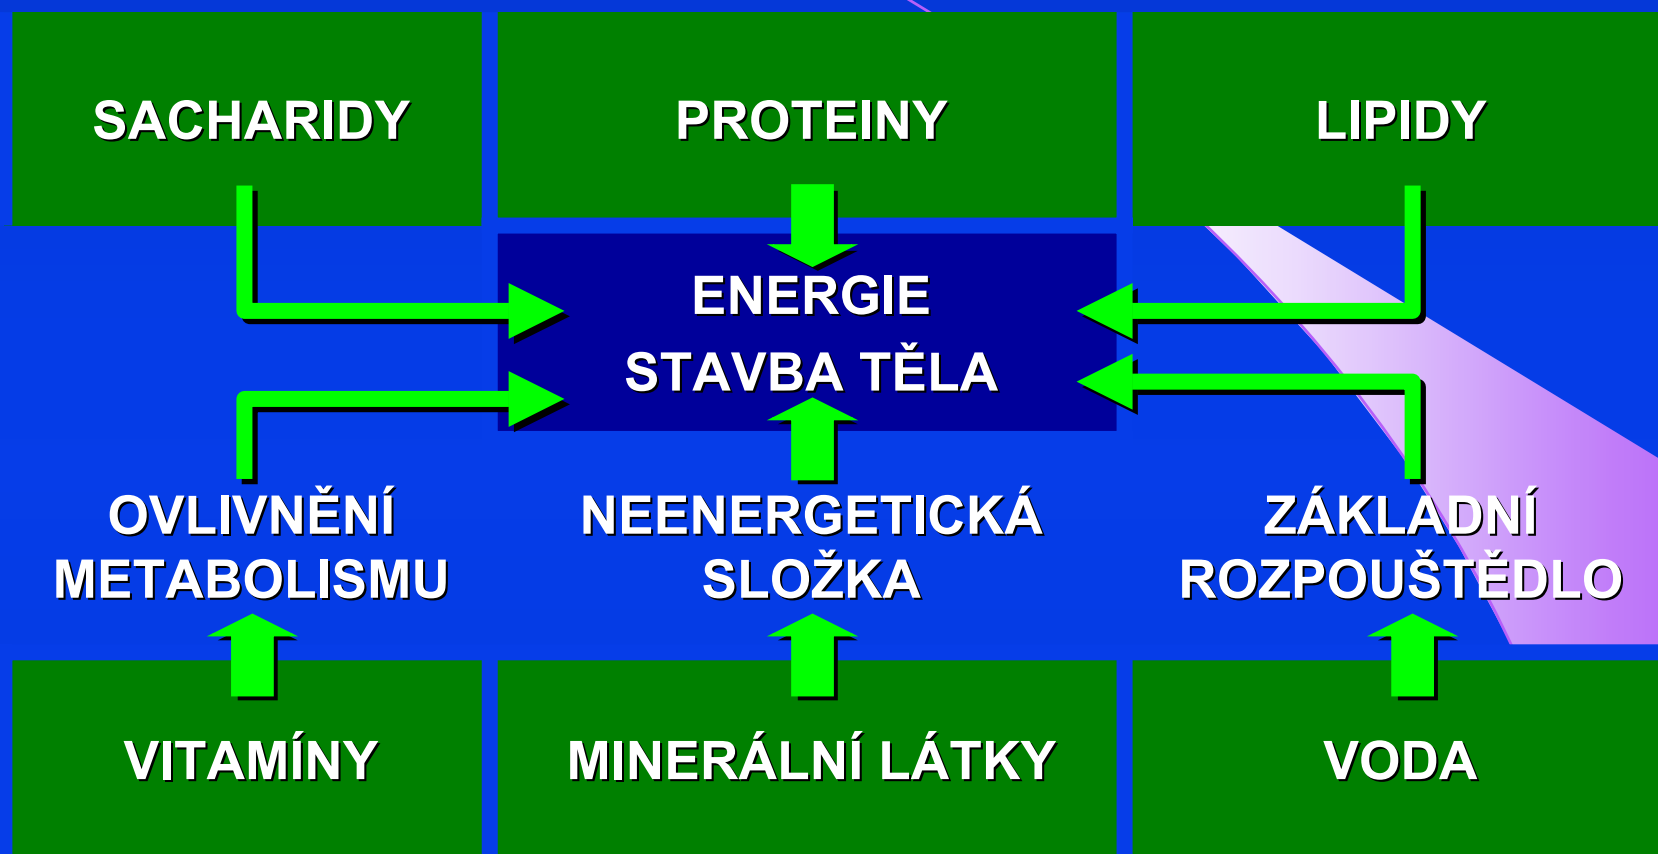 SACHARIDY
PROTEINY
LIPIDY
ENERGIE
STAVBA TĚLA
OVLIVNĚNÍ
METABOLISMU
NEENERGETICKÁ
SLOŽKA
ZÁKLADNÍ
ROZPOUŠTĚDLO
VITAMÍNY
MINERÁLNÍ LÁTKY
VODA